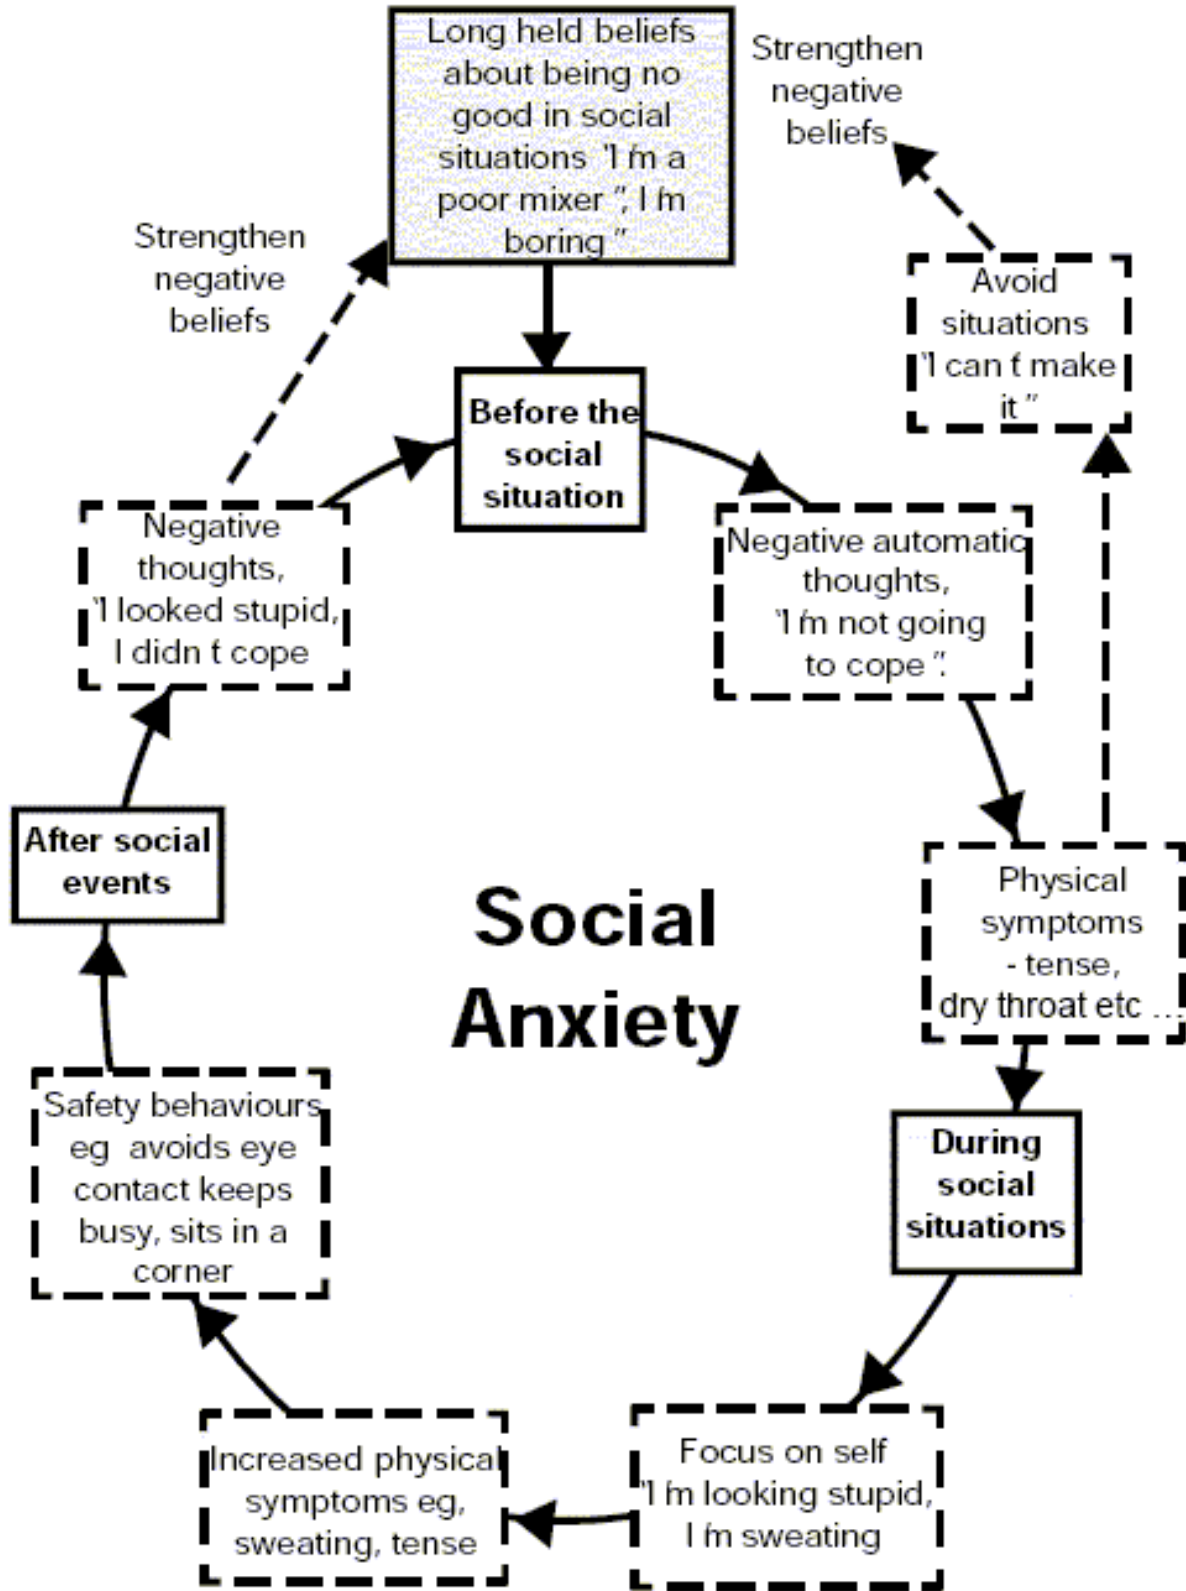 Long held beliefs
about being no
good in social
situations "I'm a
poor mixer", I'm
boring".
Strengthen
negative
beliefs
Strengthen
negative
beliefs
Avoid
situations
"I can't make
it"
Before the
social
situation
Negative automatic
thoughts,
"I'm not going
to cope".
Physical
symptoms
- tense,
dry throat etc ...
During
social
situations
Focus on self
"I'm looking stupid,
I'm sweating
Increased physical
symptoms eg,
sweating, tense
Safety behaviours
eg avoids eye
contact keeps
busy, sits in a
corner
After social
events
Negative
thoughts,
"I looked stupid,
I didn't cope
Social
Anxiety